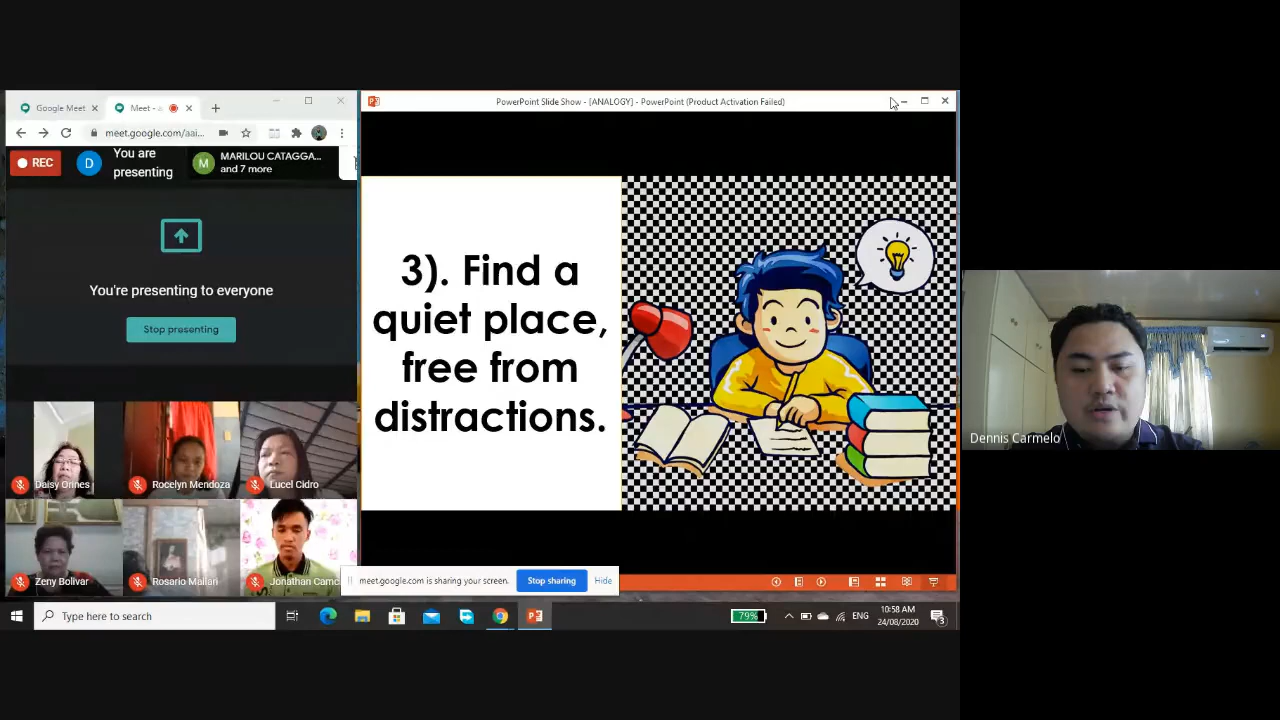 Google Meet
Meet - a
PowerPoint Slide Show - [ANALOGY] - PowerPoint (Product Activation Failed)
meet.google.com/aai...
REC
D
You are
presenting
M
MARILOU CATAGGA...
and 7 more
You're presenting to everyone
Stop presenting
3). Find a
quiet place,
free from
distractions.
Daisy Orines
Rocelyn Mendoza
Lucel Cidro
Zeny Bolivar
Rosario Mallari
Jonathan Camc
Dennis Carmelo
meet.google.com is sharing your screen.
Stop sharing
Hide
Type here to search
79%
ENG
10:58 AM
24/08/2020
3